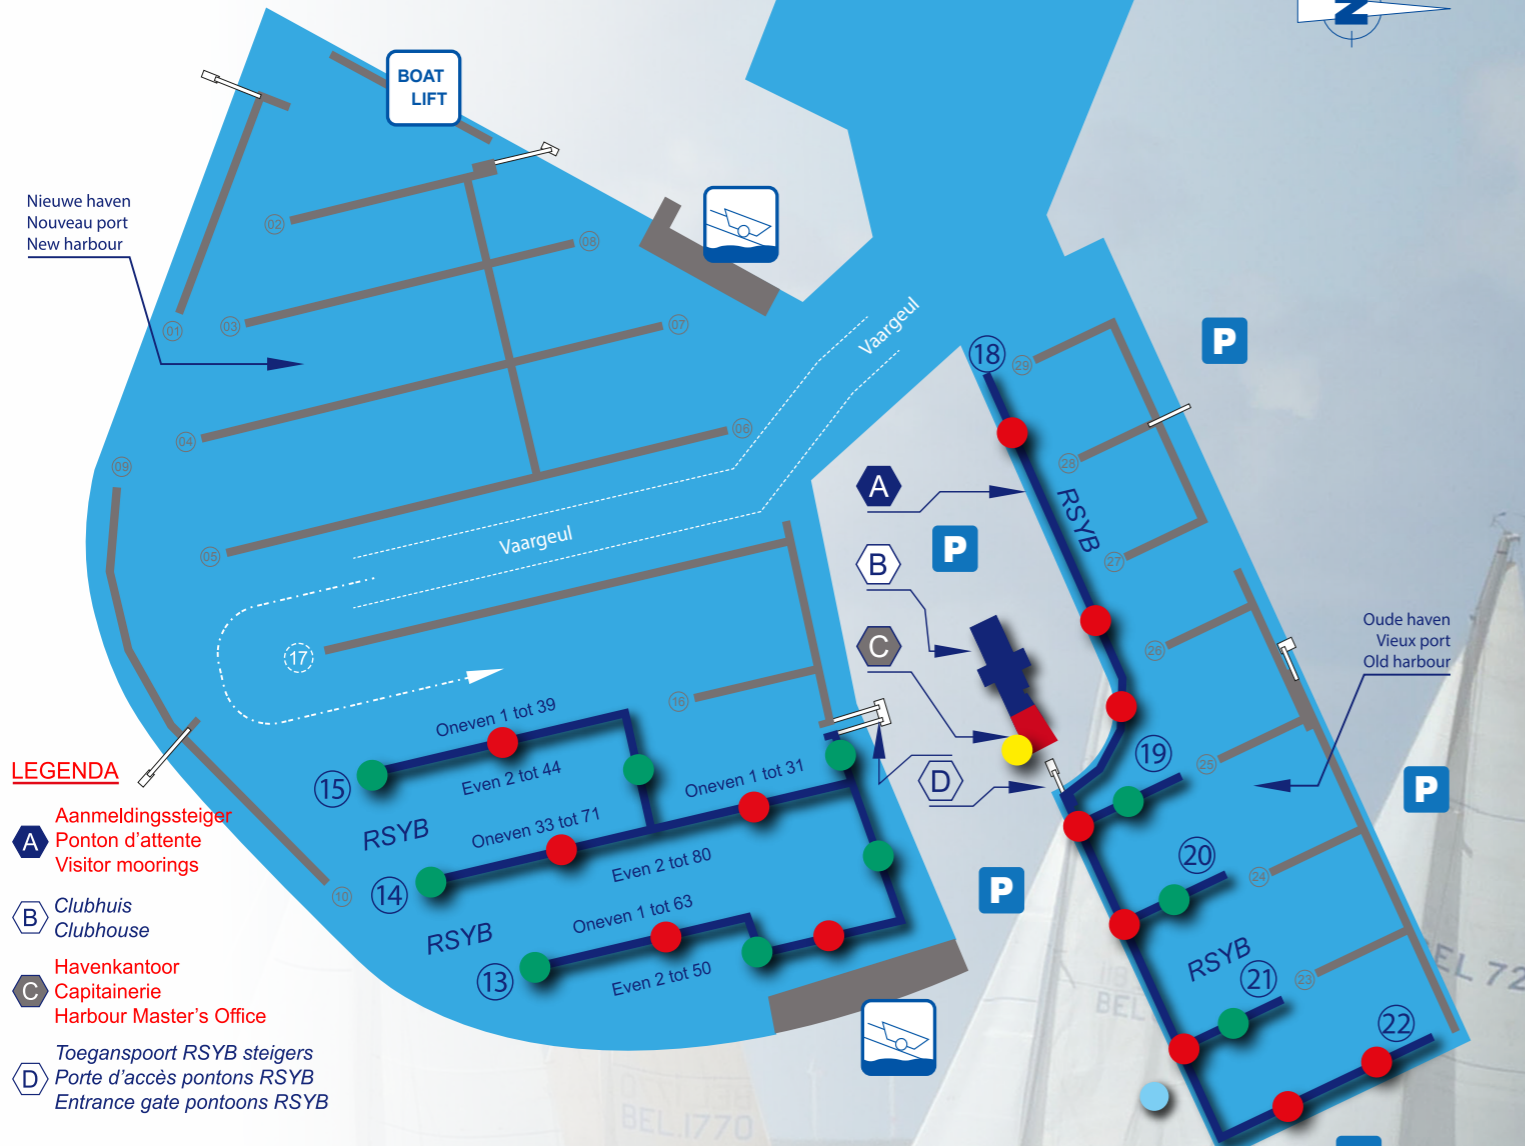 N
BOAT
LIFT
Nieuwe haven
Nouveau port
New harbour
02
08
01
03
07
04
06
09
05
Vaargeul
Vaargeul
17
16
10
18
29
P
28
27
26
A
B
C
D
P
RSYB
Oude haven
Vieux port
Old harbour
19
25
P
20
24
P
RSYB
21
23
22
Oneven 1 tot 39
15
Even 2 tot 44
Oneven 1 tot 31
RSYB
Oneven 33 tot 71
14
Even 2 tot 80
Oneven 1 tot 63
RSYB
13
Even 2 tot 50
LEGENDA
A
Aanmeldingssteiger
Ponton d'attente
Visitor moorings
B
Clubhuis
Clubhouse
C
Havenkantoor
Capitainerie
Harbour Master's Office
D
Toeganspoort RSYB steigers
Porte d'accès pontons RSYB
Entrance gate pontoons RSYB
BEL.1770
BEL
EL 72